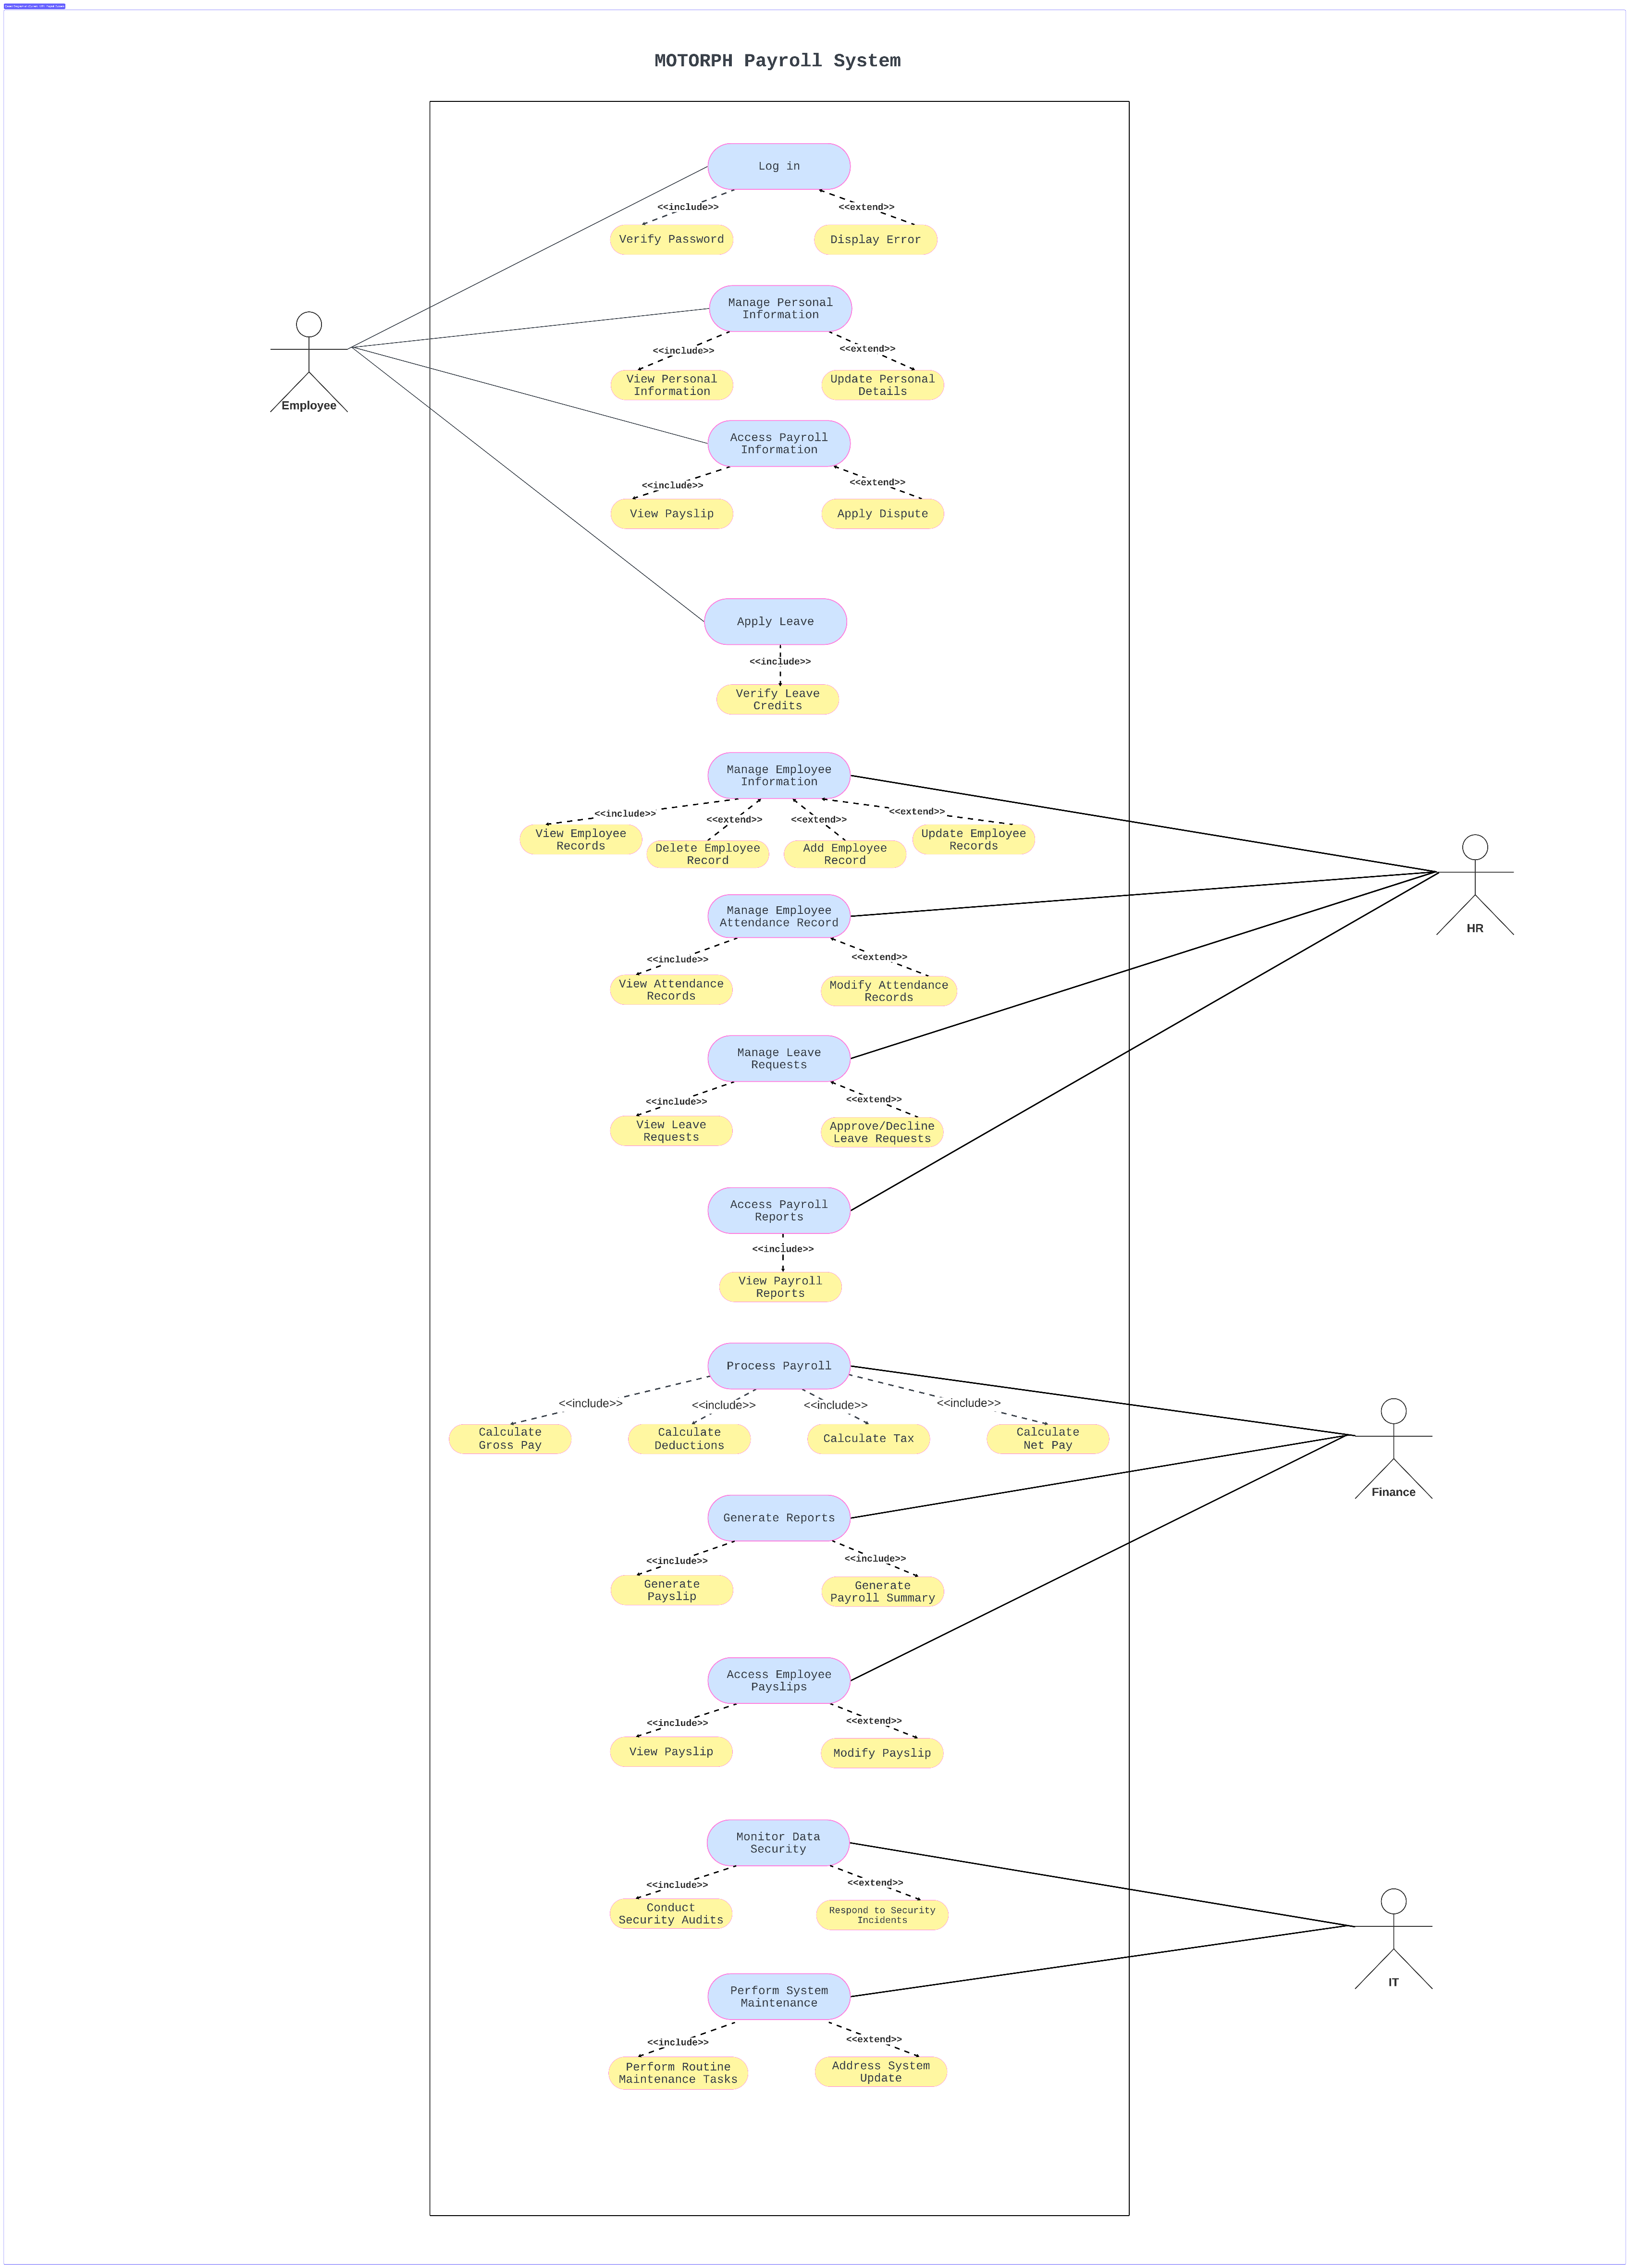 MOTORPH Payroll System
Log in
<<include>>
<<extend>>
Verify Password
Display Error
Manage Personal
Information
<<include>>
<<extend>>
View Personal
Information
Update Personal
Details
Employee
Access Payroll
Information
<<include>>
<<extend>>
View Payslip
Apply Dispute
Apply Leave
<<include>>
Verify Leave
Credits
Manage Employee
Information
<<include>>
<<extend>>
<<extend>>
<<extend>>
View Employee
Records
Delete Employee
Record
Add Employee
Record
Update Employee
Records
Manage Employee
Attendance Record
HR
<<include>>
<<extend>>
View Attendance
Records
Modify Attendance
Records
Manage Leave
Requests
<<include>>
<<extend>>
View Leave
Requests
Approve/Decline
Leave Requests
Access Payroll
Reports
<<include>>
View Payroll
Reports
Process Payroll
<<include>>
<<include>>
<<include>>
<<include>>
Calculate
Gross Pay
Calculate
Deductions
Calculate Tax
Calculate
Net Pay
Finance
Generate Reports
<<include>>
<<include>>
Generate
Payslip
Generate
Payroll Summary
Access Employee
Payslips
<<include>>
<<extend>>
View Payslip
Modify Payslip
Monitor Data
Security
<<include>>
<<extend>>
Conduct
Security Audits
Respond to Security
Incidents
IT
Perform System
Maintenance
<<include>>
<<extend>>
Perform Routine
Maintenance Tasks
Address System
Update